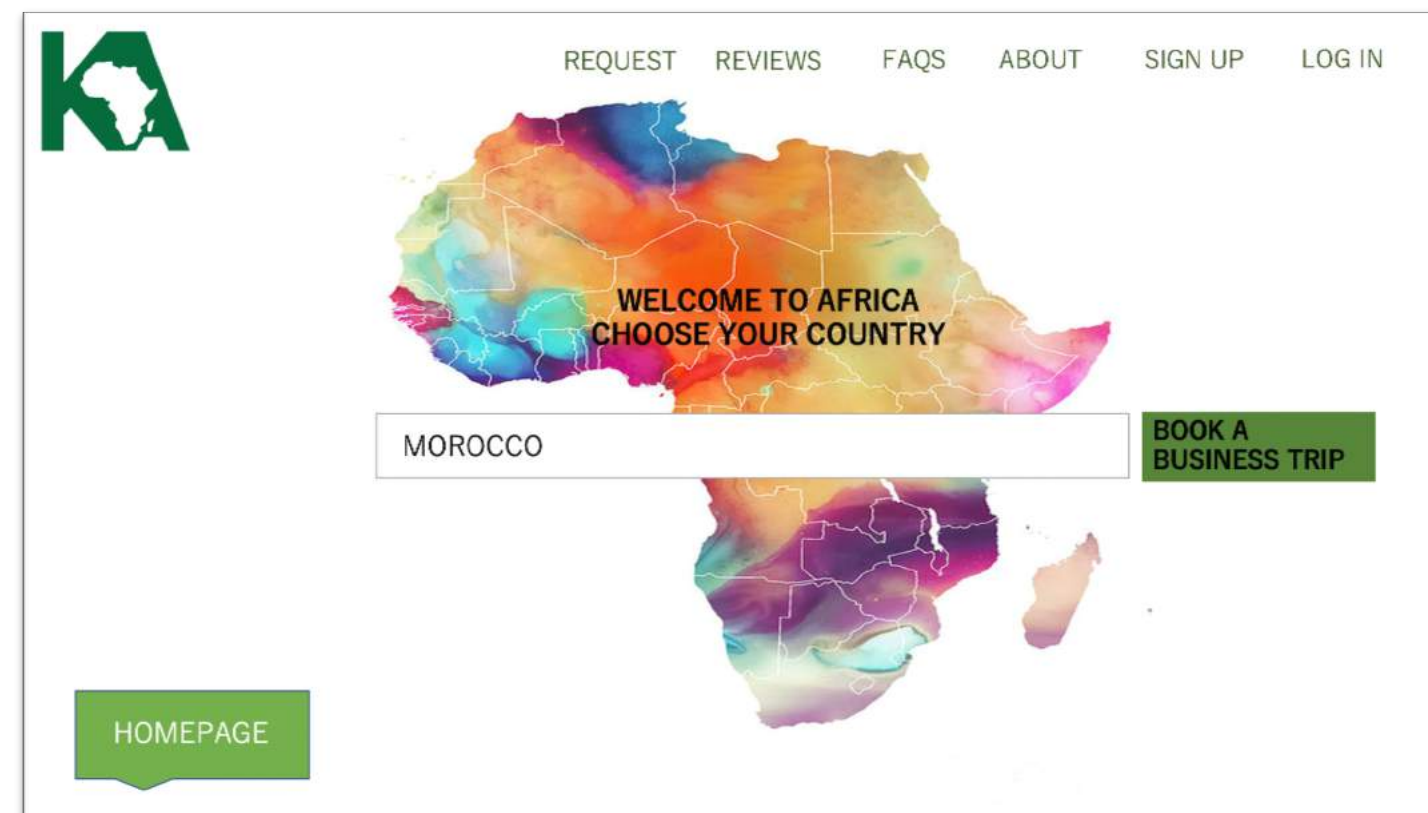 KA
REQUEST REVIEWS FAQS ABOUT SIGN UP LOG IN
WELCOME TO AFRICA
CHOOSE YOUR COUNTRY
MOROCCO
BOOK A
BUSINESS TRIP
HOMEPAGE